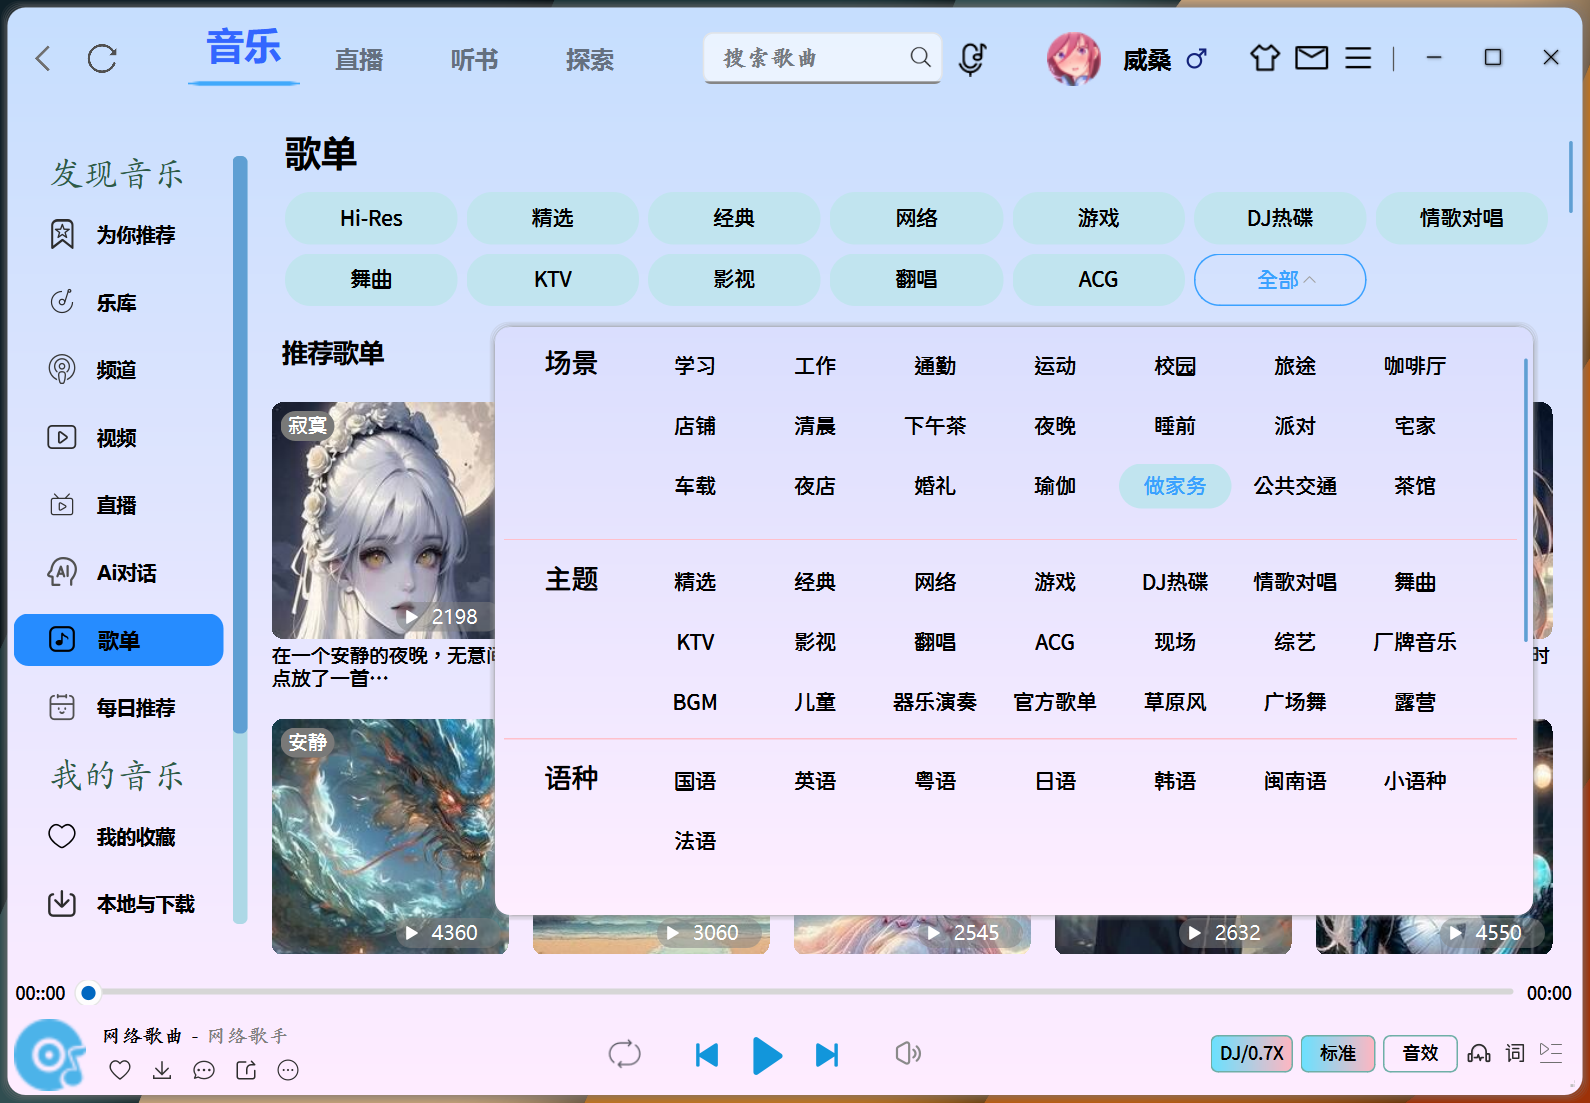 音乐 直播 听书 探索 搜索歌曲 威桑
发现音乐
为你推荐
乐库
频道
视频
直播
Ai对话
歌单
每日推荐
我的音乐
我的收藏
本地与下载
歌单
Hi-Res 精选 经典 网络 游戏 DJ热碟 情歌对唱
舞曲 KTV 影视 翻唱 ACG 全部
推荐歌单
场景 学习 工作 通勤 运动 校园 旅途 咖啡厅
店铺 清晨 下午茶 夜晚 睡前 派对 宅家
车载 夜店 婚礼 瑜伽 做家务 公共交通 茶馆
主题 精选 经典 网络 游戏 DJ热碟 情歌对唱 舞曲
KTV 影视 翻唱 ACG 现场 综艺 厂牌音乐
BGM 儿童 器乐演奏 官方歌单 草原风 广场舞 露营
语种 国语 英语 粤语 日语 韩语 闽南语 小语种
法语
寂寞
2198
在一个安静的夜晚，无意
点放了一首…
时
安静
4360 3060 2545 2632 4550
00::00 00:00
网络歌曲 - 网络歌手
DJ/0.7X 标准 音效 词